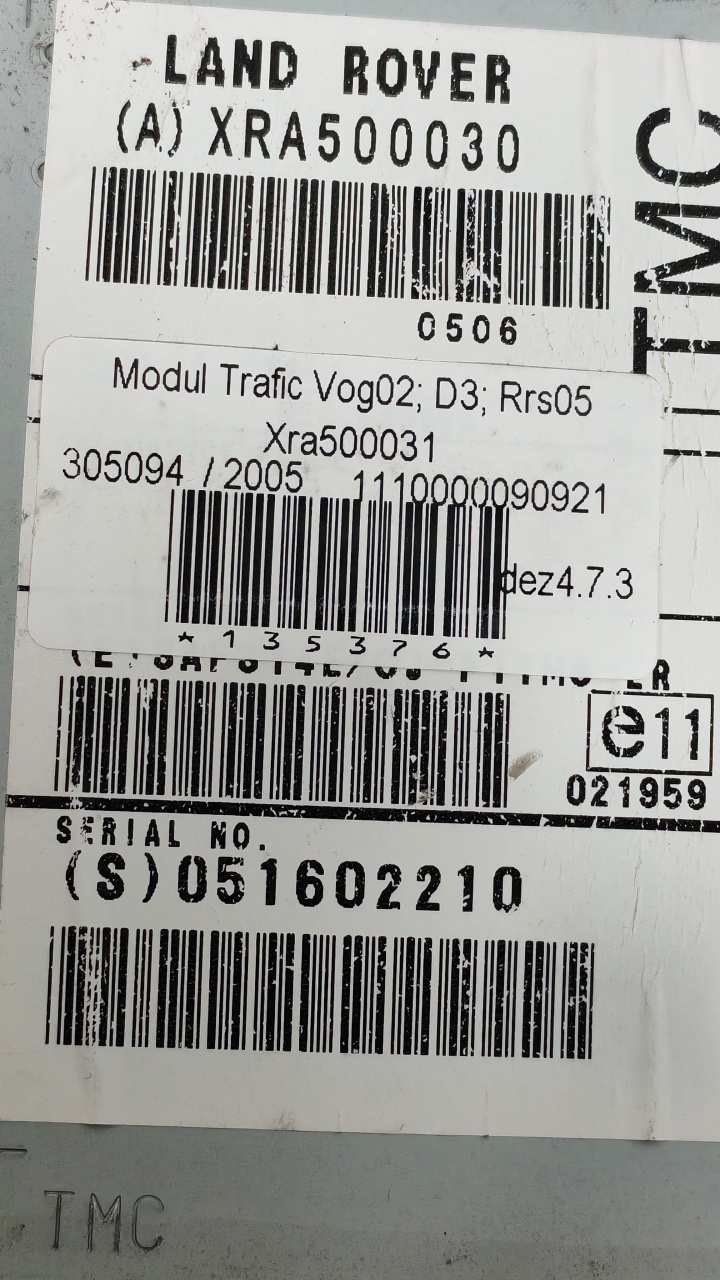 LAND ROVER
(A) XRA500030
TMC
0506
Modul Trafic Vog02; D3; Rrs05
Xra500031
305094 / 2005 1110000090921
dez4.7.3
*135376*
e11
021959
SERIAL NO.
(S)051602210
TMC